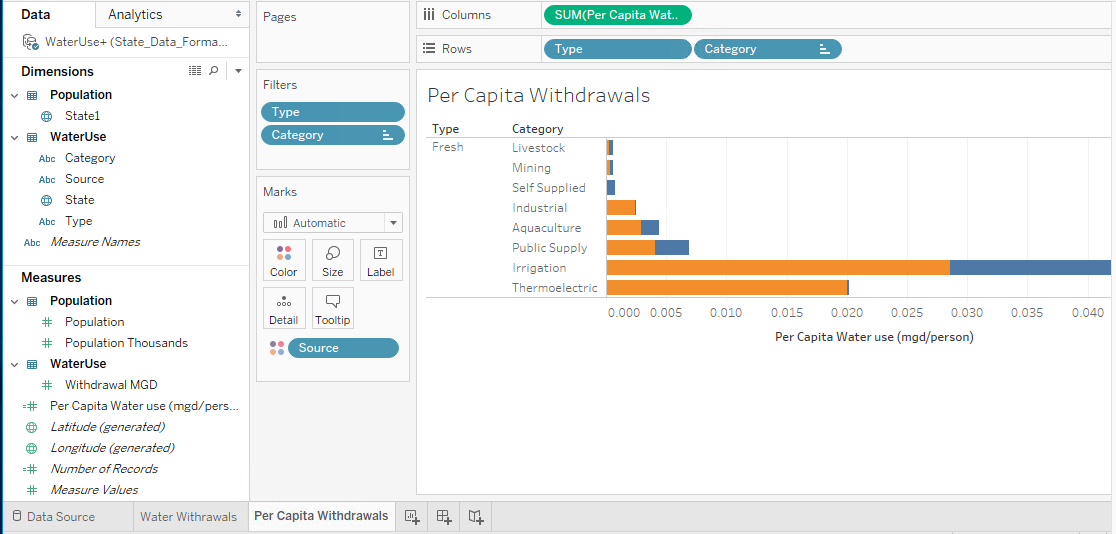 Data
Analytics
WaterUse+ (State_Data_Forma...
Dimensions
Population
State1
WaterUse
Abc Category
Abc Source
State
Abc Type
Abc Measure Names
Measures
Population
# Population
# Population Thousands
WaterUse
# Withdrawal MGD
=# Per Capita Water use (mgd/pers...
Latitude (generated)
Longitude (generated)
=# Number of Records
# Measure Values
Pages
Filters
Type
Category
Marks
Automatic
Color
Size
T
Label
Detail
Tooltip
Source
Columns
SUM(Per Capita Wat..
Rows
Type
Category
Per Capita Withdrawals
Type
Category
Fresh
Livestock
Mining
Self Supplied
Industrial
Aquaculture
Public Supply
Irrigation
Thermoelectric
0.000 0.005 0.010 0.015 0.020 0.025 0.030 0.035 0.040
Per Capita Water use (mgd/person)
Data Source
Water Withrawals
Per Capita Withdrawals